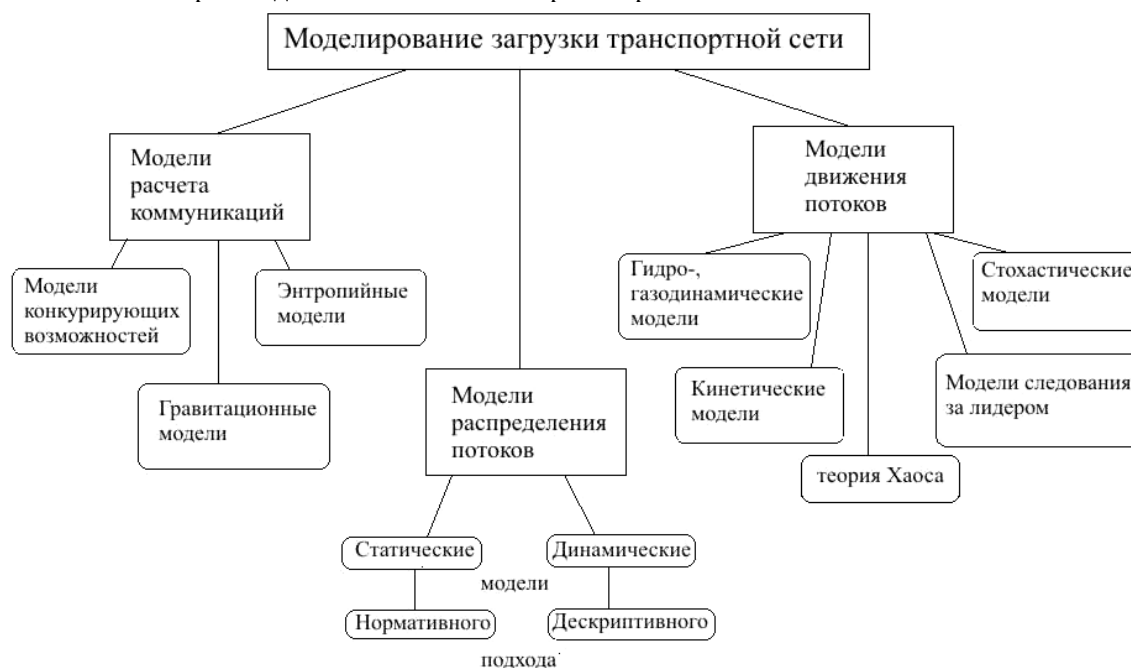 Моделирование загрузки транспортной сети
Модели
расчета
коммуникаций
Модели
движения
потоков
Модели
конкурирующих
возможностей
Энтропийные
модели
Гравитационные
модели
Гидро-,
газодинамические
модели
Стохастические
модели
Кинетические
модели
Модели следования
за лидером
теория Хаоса
Модели
распределения
потоков
Статические
Динамические
модели
Нормативного
Дескриптивного
подхода